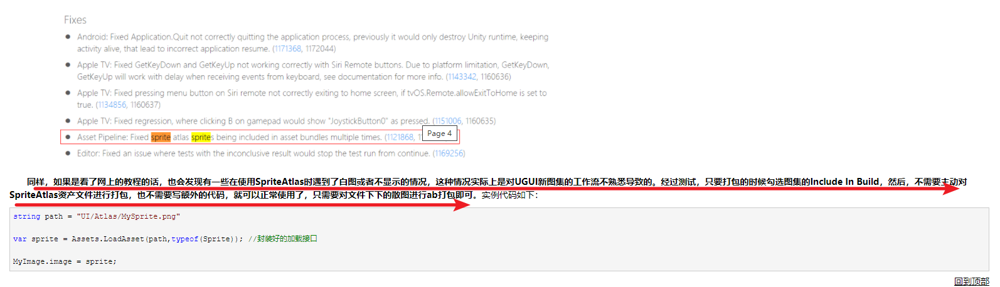 Fixes
● Android: Fixed Application.Quit not correctly quitting the application process, previously it would only destroy Unity runtime, keeping
activity alive, that lead to incorrect application resume. (1171368, 1172044)
● Apple TV: Fixed GetKeyDown and GetKeyUp not working correctly with Siri Remote buttons. Due to platform limitation, GetKeyDown,
GetKeyUp will work with delay when receiving events from keyboard, see documentation for more info. (1143342, 1160636)
● Apple TV: Fixed pressing menu button on Siri remote not correctly exiting to home screen, if tvOS.Remote.allowExitToHome is set to
true. (1134856, 1160637)
● Apple TV: Fixed regression, where clicking B on gamepad would show "JoystickButton0" as pressed. (1151006, 1160635)
● Asset Pipeline: Fixed sprite atlas sprites being included in asset bundles multiple times. (1121868,
Page 4
● Editor: Fixed an issue where tests with the inconclusive result would stop the test run from continue. (1169256)
同样，如果是看了网上的教程的话，也会发现有一些在使用SpriteAtlas时遇到了白图或者不显示的情况，这种情况实际上是对UGUI新图集的工作流不熟悉导致的。经过测试，只要打包的时候勾选图集的Include In Build，然后，不需要主动对
SpriteAtlas资产文件进行打包，也不需要写额外的代码，就可以正常使用了，只需要对文件下下的散图进行ab打包即可。实例代码如下：
string path = "UI/Atlas/MySprite.png"
var sprite = Assets.LoadAsset(path,typeof(Sprite)); //封装好的加载接口
MyImage.image = sprite;
回到顶部